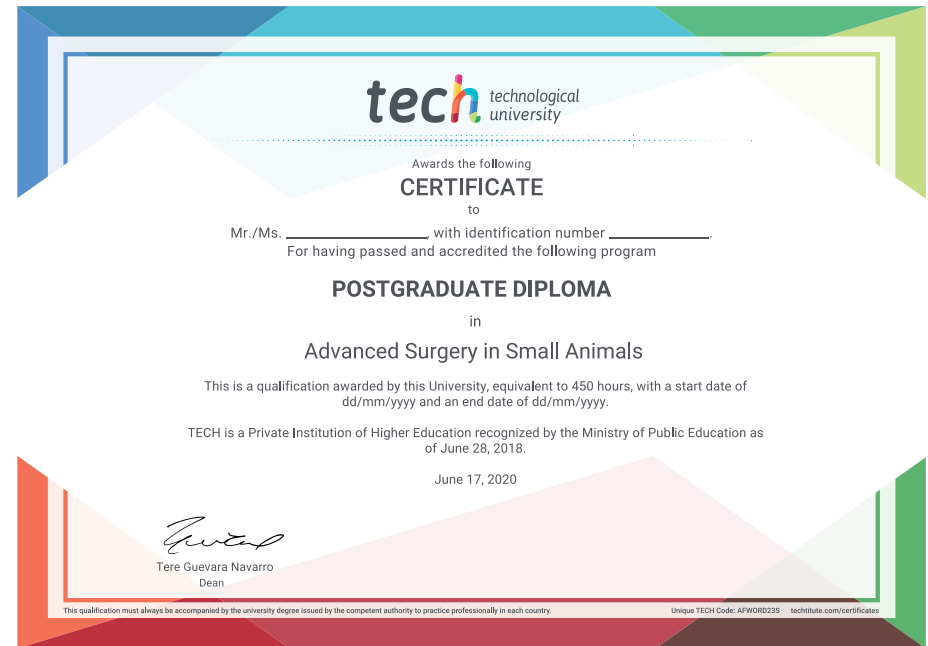 tech technological
university
Awards the following
CERTIFICATE
to
Mr./Ms. ____________________, with identification number ______________.
For having passed and accredited the following program
POSTGRADUATE DIPLOMA
in
Advanced Surgery in Small Animals
This is a qualification awarded by this University, equivalent to 450 hours, with a start date of
dd/mm/yyyy and an end date of dd/mm/yyyy.
TECH is a Private Institution of Higher Education recognized by the Ministry of Public Education as
of June 28, 2018.
June 17, 2020
Tere Guevara Navarro
Dean
This qualification must always be accompanied by the university degree issued by the competent authority to practice professionally in each country. Unique TECH Code: AFWORD23S techtitute.com/certificates